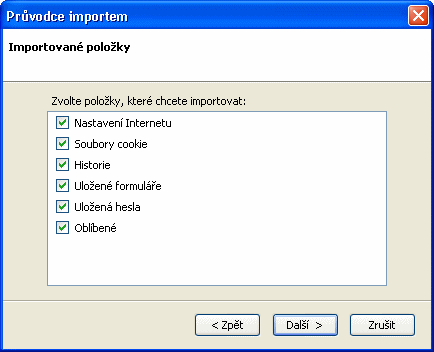 Průvodce importem
Importované položky
Zvolte položky, které chcete importovat:
Nastavení Internetu
Soubory cookie
Historie
Uložené formuláře
Uložená hesla
Oblíbené
< Zpět
Další >
Zrušit